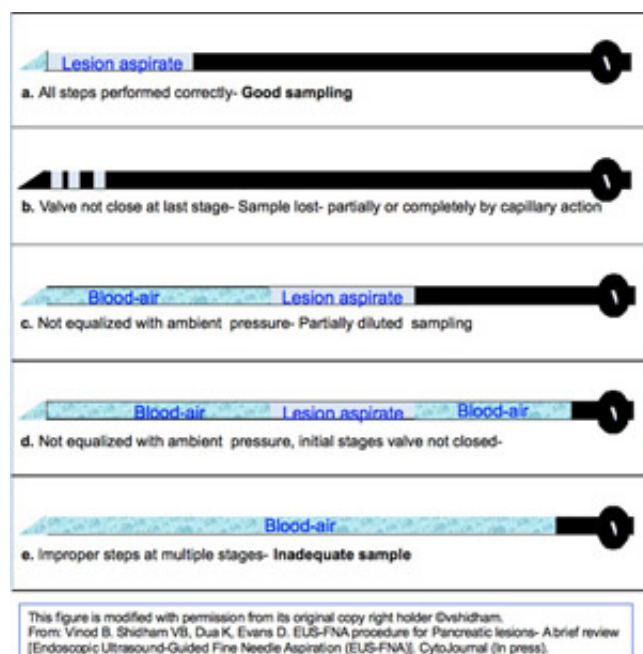 Lesion aspirate
a. All steps performed correctly- Good sampling
b. Valve not close at last stage- Sample lost- partially or completely by capillary action
Blood-air Lesion aspirate
c. Not equalized with ambient pressure- Partially diluted sampling
Blood-air Lesion aspirate Blood-air
d. Not equalized with ambient pressure, initial stages valve not closed-
Blood-air
e. Improper steps at multiple stages- Inadequate sample
This figure is modified with permission from its original copy right holder ©vshidham.
From: Vinod B. Shidham VB, Dua K, Evans D. EUS-FNA procedure for Pancreatic lesions- A brief review
[Endoscopic Ultrasound-Guided Fine Needle Aspiration (EUS-FNA)]. CytoJournal (In press).